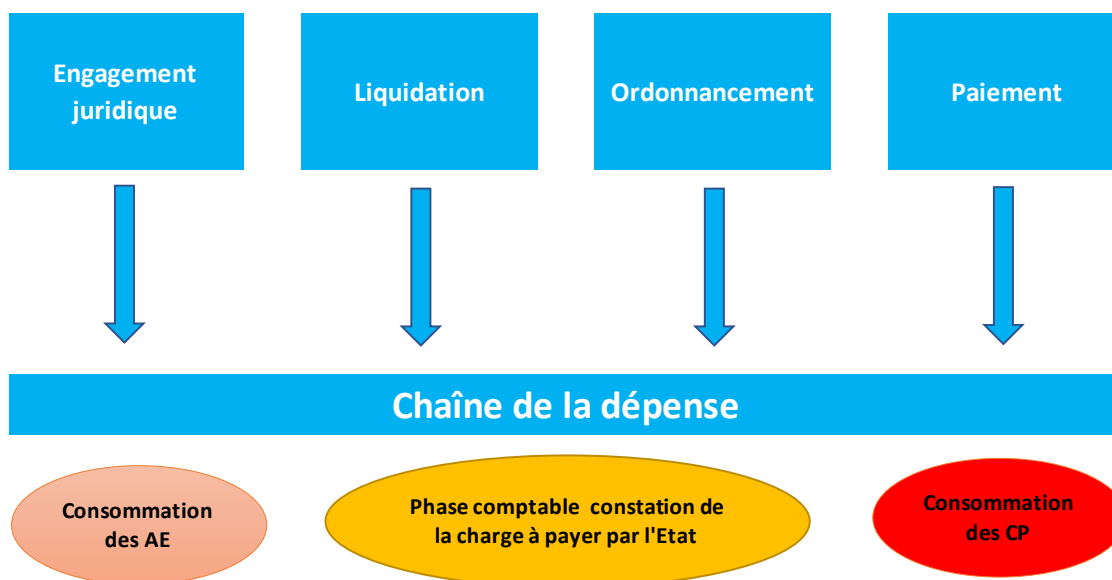 Engagement
juridique
Liquidation
Ordonnancement
Paiement
Chaîne de la dépense
Consommation
des AE
Phase comptable constation de
la charge à payer par l'Etat
Consommation
des CP